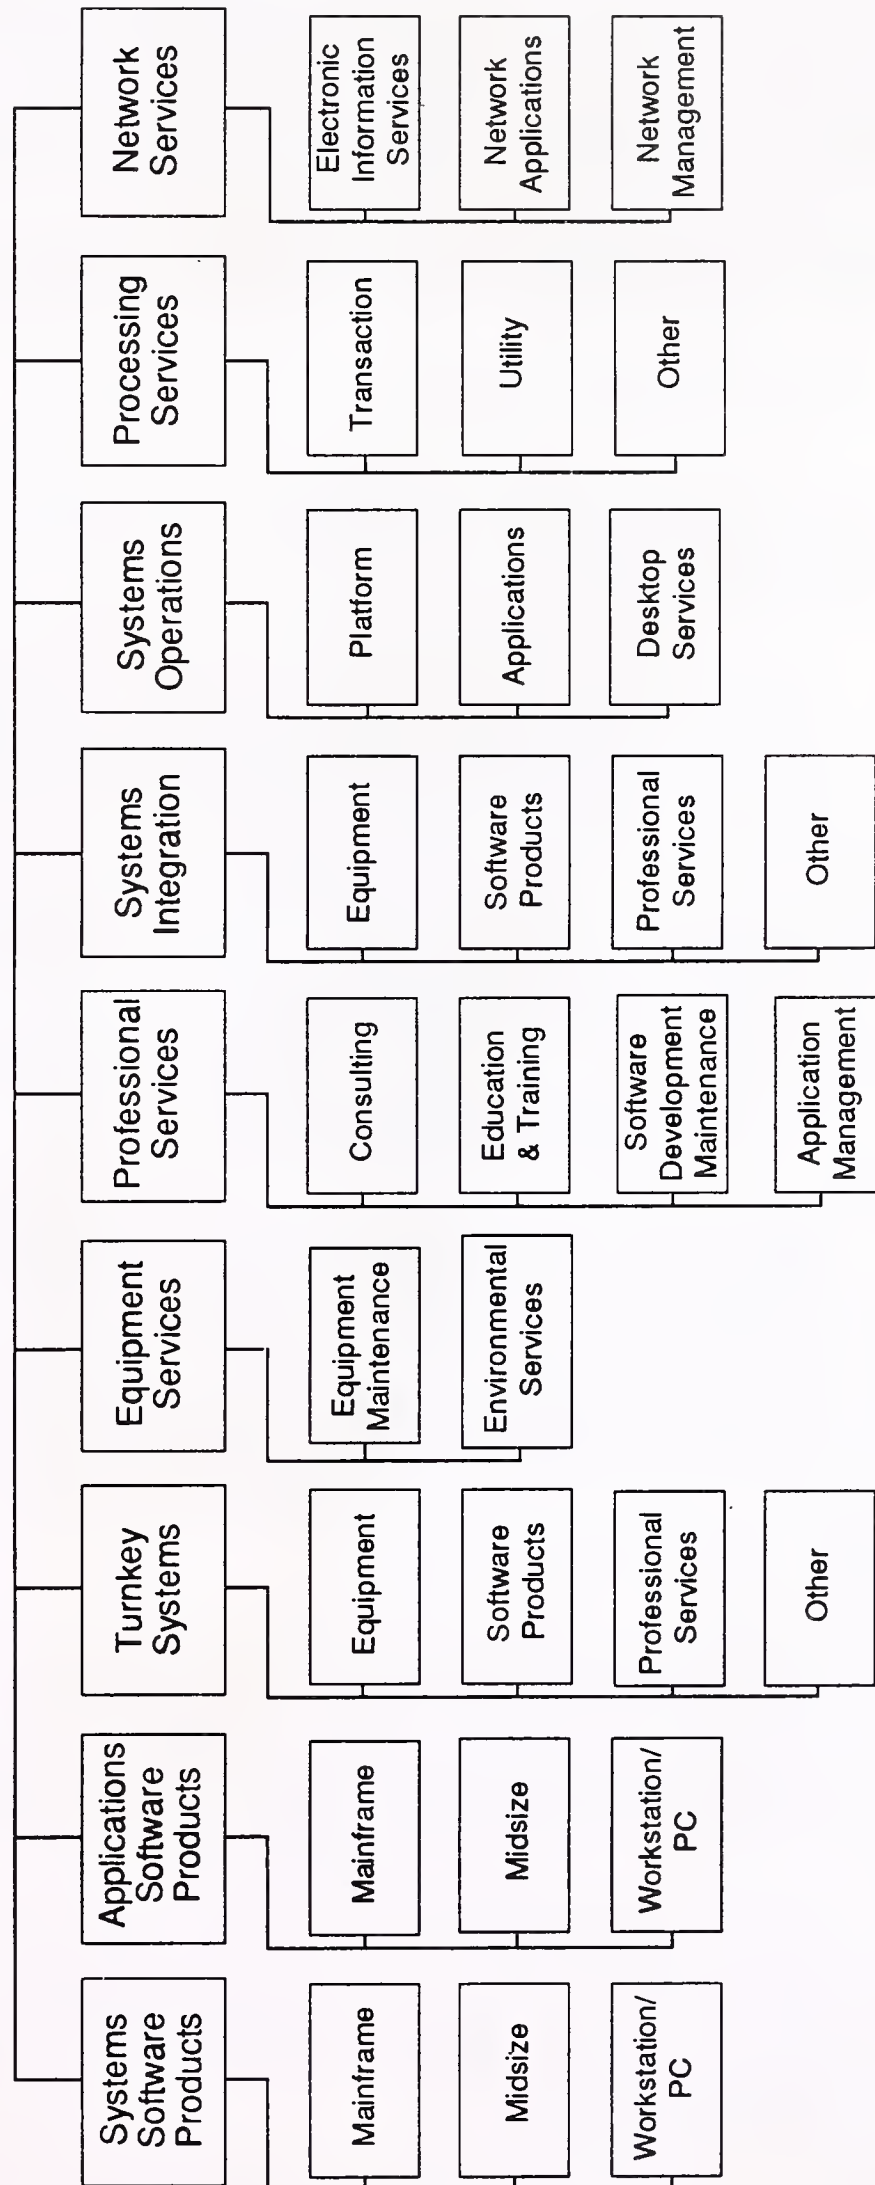 Systems
Software
Products
Mainframe
Midsize
Workstation/
PC
Applications
Software
Products
Mainframe
Midsize
Workstation/
PC
Turnkey
Systems
Equipment
Software
Products
Professional
Services
Other
Equipment
Services
Equipment
Maintenance
Environmental
Services
Professional
Services
Consulting
Education
& Training
Software
Development
Maintenance
Application
Management
Systems
Integration
Equipment
Software
Products
Professional
Services
Other
Systems
Operations
Platform
Applications
Desktop
Services
Processing
Services
Transaction
Utility
Other
Network
Services
Electronic
Information
Services
Network
Applications
Network
Management